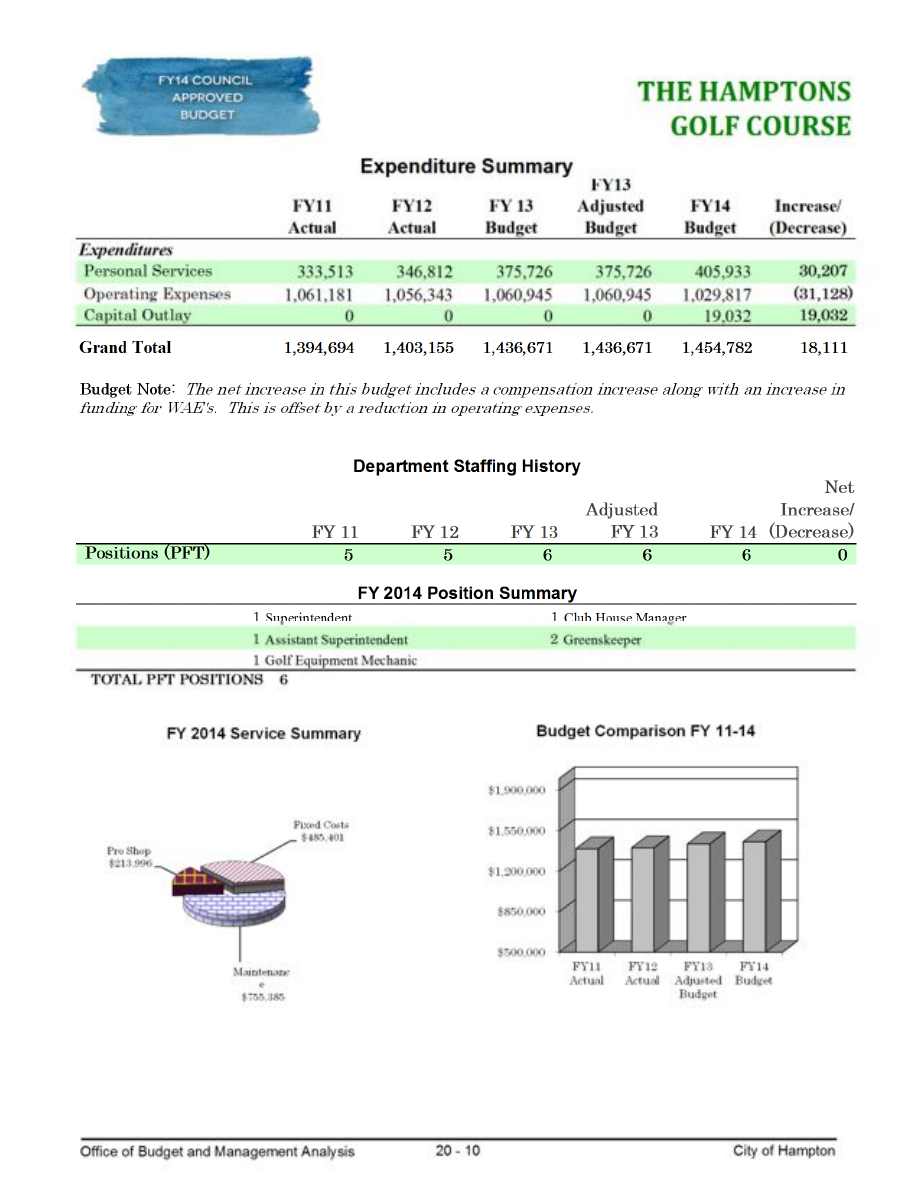 FY14 COUNCIL
APPROVED
BUDGET
THE HAMPTONS
GOLF COURSE
Expenditure Summary
FY11 Actual FY12 Actual FY 13 Budget FY13 Adjusted Budget FY14 Budget Increase/ (Decrease)
Expenditures
Personal Services 333,513 346,812 375,726 375,726 405,933 30,207
Operating Expenses 1,061,181 1,056,343 1,060,945 1,060,945 1,029,817 (31,128)
Capital Outlay 0 0 0 0 19,032 19,032
Grand Total 1,394,694 1,403,155 1,436,671 1,436,671 1,454,782 18,111
Budget Note: The net increase in this budget includes a compensation increase along with an increase in
funding for WAE's. This is offset by a reduction in operating expenses.
Department Staffing History
FY 11 FY 12 FY 13 Adjusted FY 13 FY 14 Net Increase/ (Decrease)
Positions (PFT) 5 5 6 6 6 0
FY 2014 Position Summary
1 Superintendent 1 Club House Manager
1 Assistant Superintendent 2 Greenskeeper
1 Golf Equipment Mechanic
TOTAL PFT POSITIONS 6
FY 2014 Service Summary
Fixed Costs
$485,401
Pro Shop
$213,996
Maintenanc
e
$755,385
Budget Comparison FY 11-14
$1,900,000
$1,550,000
$1,200,000
$850,000
$500,000
FY11 Actual FY12 Actual FY13 Adjusted Budget FY14 Budget
Office of Budget and Management Analysis 20 - 10 City of Hampton